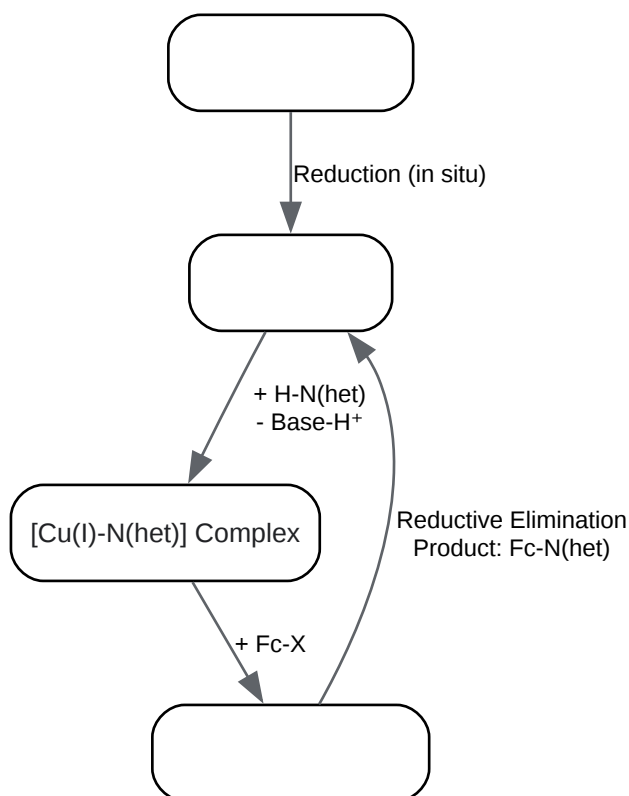 Reduction (in situ)
+ H-N(het)
- Base-H⁺
[Cu(I)-N(het)] Complex
Reductive Elimination
Product: Fc-N(het)
+ Fc-X